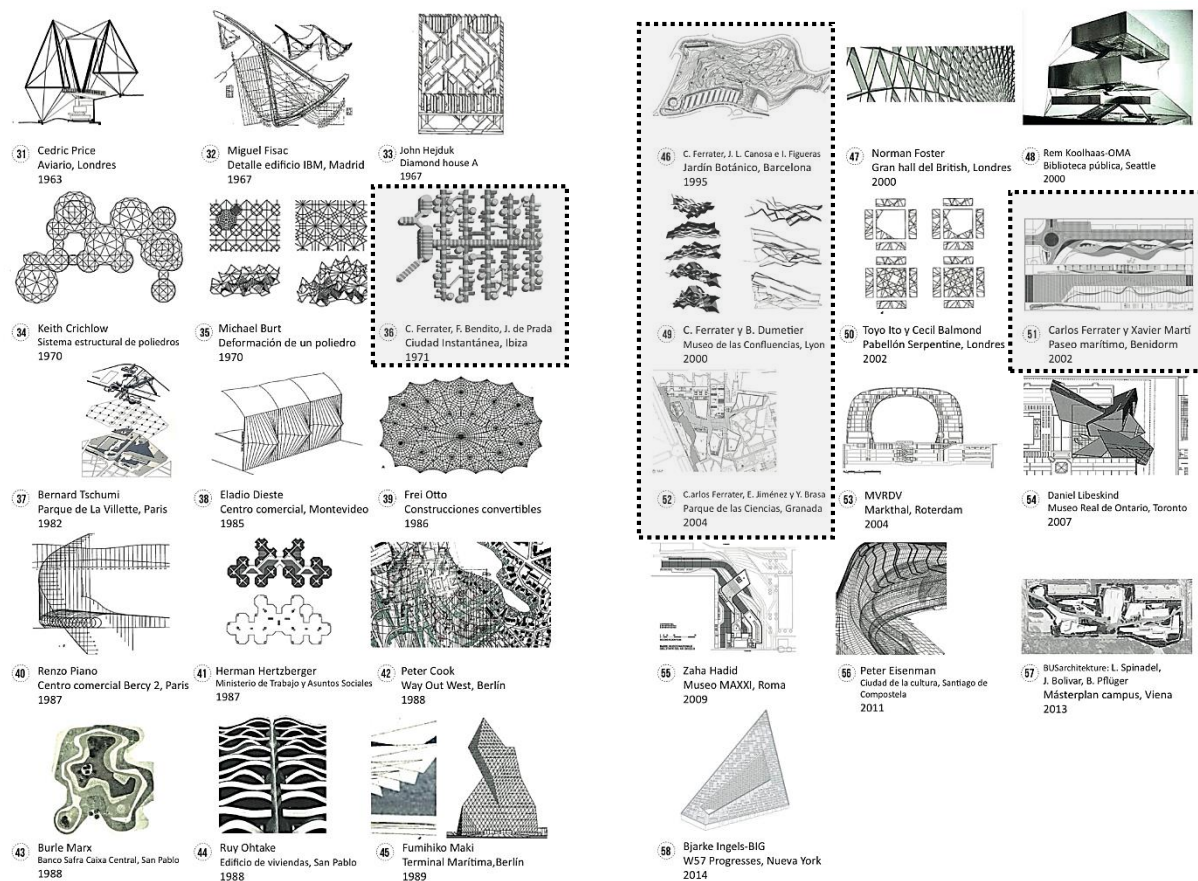 31
Cedric Price
Aviario, Londres
1963
32
Miguel Fisac
Detalle edificio IBM, Madrid
1967
33
John Hejduk
Diamond house A
1967
34
Keith Crichlow
Sistema estructural de poliedros
1970
35
Michael Burt
Deformación de un poliedro
1970
36
C. Ferrater, F. Bendito, J. de Prada
Ciudad Instantánea, Ibiza
1971
37
Bernard Tschumi
Parque de La Villette, Paris
1982
38
Eladio Dieste
Centro comercial, Montevideo
1985
39
Frei Otto
Construcciones convertibles
1986
40
Renzo Piano
Centro comercial Bercy 2, Paris
1987
41
Herman Hertzberger
Ministerio de Trabajo y Asuntos Sociales
1987
42
Peter Cook
Way Out West, Berlín
1988
43
Burle Marx
Banco Safra Caixa Central, San Pablo
1988
44
Ruy Ohtake
Edificio de viviendas, San Pablo
1988
45
Fumihiko Maki
Terminal Marítima,Berlín
1989
46
C. Ferrater, J. L. Canosa e I. Figueras
Jardín Botánico, Barcelona
1995
47
Norman Foster
Gran hall del British, Londres
2000
48
Rem Koolhaas-OMA
Biblioteca pública, Seattle
2000
49
C. Ferrater y B. Dumetier
Museo de las Confluencias, Lyon
2000
50
Toyo Ito y Cecil Balmond
Pabellón Serpentine, Londres
2002
51
Carlos Ferrater y Xavier Martí
Paseo marítimo, Benidorm
2002
52
C.arlos Ferrater, E. Jiménez y Y. Brasa
Parque de las Ciencias, Granada
2004
53
MVRDV
Markthal, Roterdam
2004
54
Daniel Libeskind
Museo Real de Ontario, Toronto
2007
55
Zaha Hadid
Museo MAXXI, Roma
2009
56
Peter Eisenman
Ciudad de la cultura, Santiago de
Compostela
2011
57
BUSarchitektur: L. Spinadel,
J. Bolivar, B. Pflüger
Másterplan campus, Viena
2013
58
Bjarke Ingels-BIG
W57 Progresses, Nueva York
2014